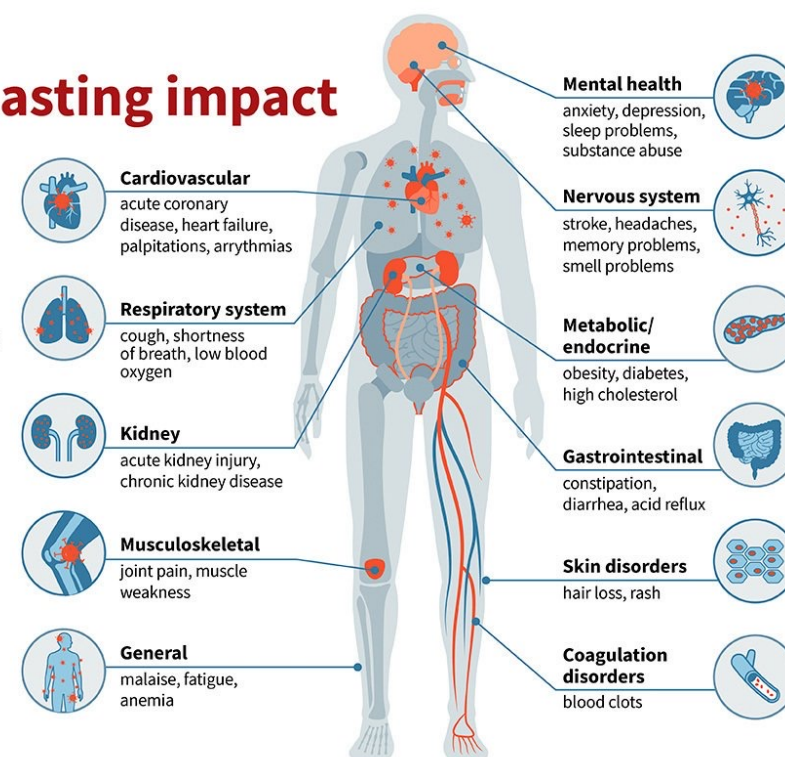 asting impact
Cardiovascular
acute coronary
disease, heart failure,
palpitations, arrythmias
Respiratory system
cough, shortness
of breath, low blood
oxygen
Kidney
acute kidney injury,
chronic kidney disease
Musculoskeletal
joint pain, muscle
weakness
General
malaise, fatigue,
anemia
Mental health
anxiety, depression,
sleep problems,
substance abuse
Nervous system
stroke, headaches,
memory problems,
smell problems
Metabolic/
endocrine
obesity, diabetes,
high cholesterol
Gastrointestinal
constipation,
diarrhea, acid reflux
Skin disorders
hair loss, rash
Coagulation
disorders
blood clots